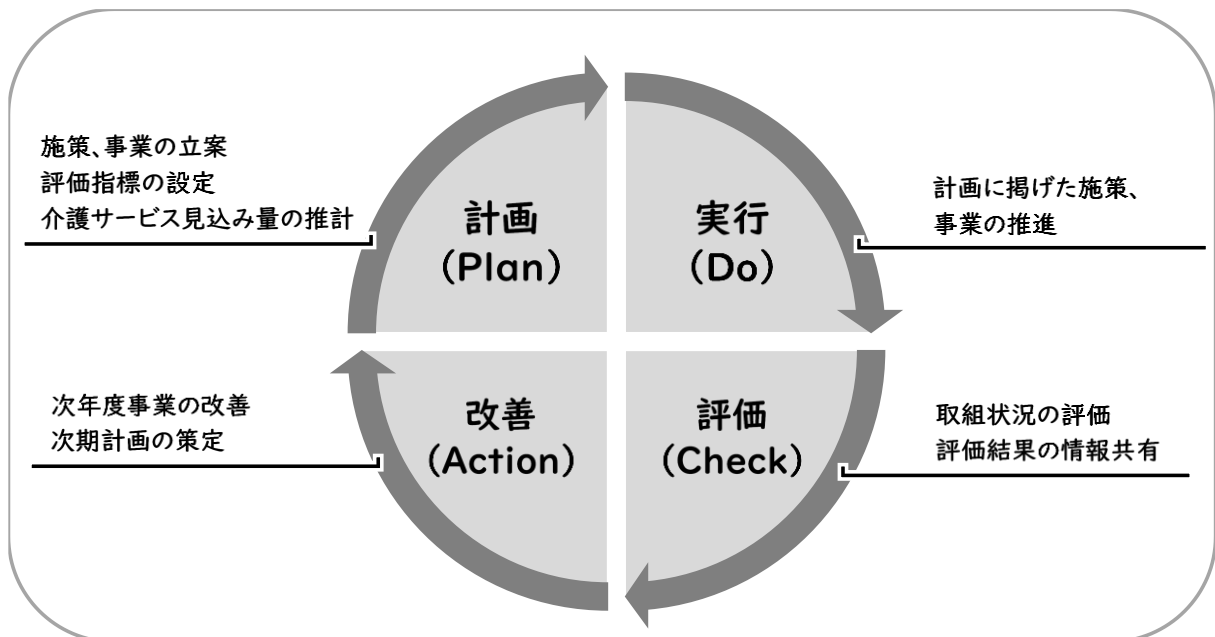 施策、事業の立案
評価指標の設定
介護サービス見込み量の推計
計画
(Plan)
実行
(Do)
計画に掲げた施策、
事業の推進
次年度事業の改善
次期計画の策定
改善
(Action)
評価
(Check)
取組状況の評価
評価結果の情報共有